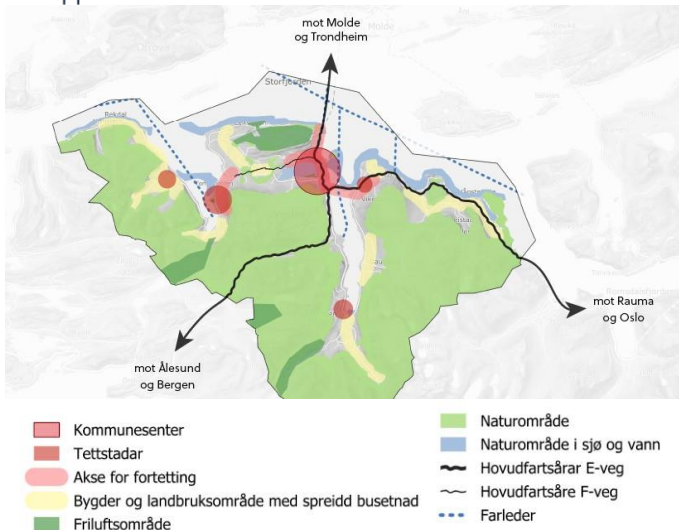 mot Molde
og Trondheim
Storfjorden
Rekdal
mot Rauma
og Oslo
mot Ålesund
og Bergen
Kommunesenter
Tettstadar
Akse for fortetting
Bygder og landbruksområde med spreidd busetnad
Friluftsområde
Naturområde
Naturområde i sjø og vann
Hovudfartsårar E-veg
Hovudfartsåre F-veg
Farleder